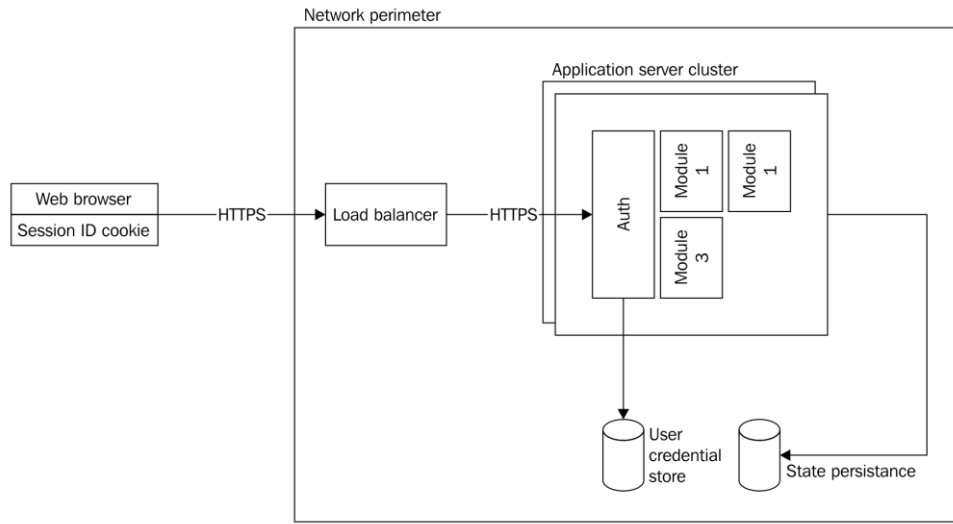 Network perimeter
Application server cluster
Web browser
Session ID cookie
HTTPS
Load balancer
HTTPS
Auth
Module
1
Module
1
Module
3
User
credential
store
State persistance